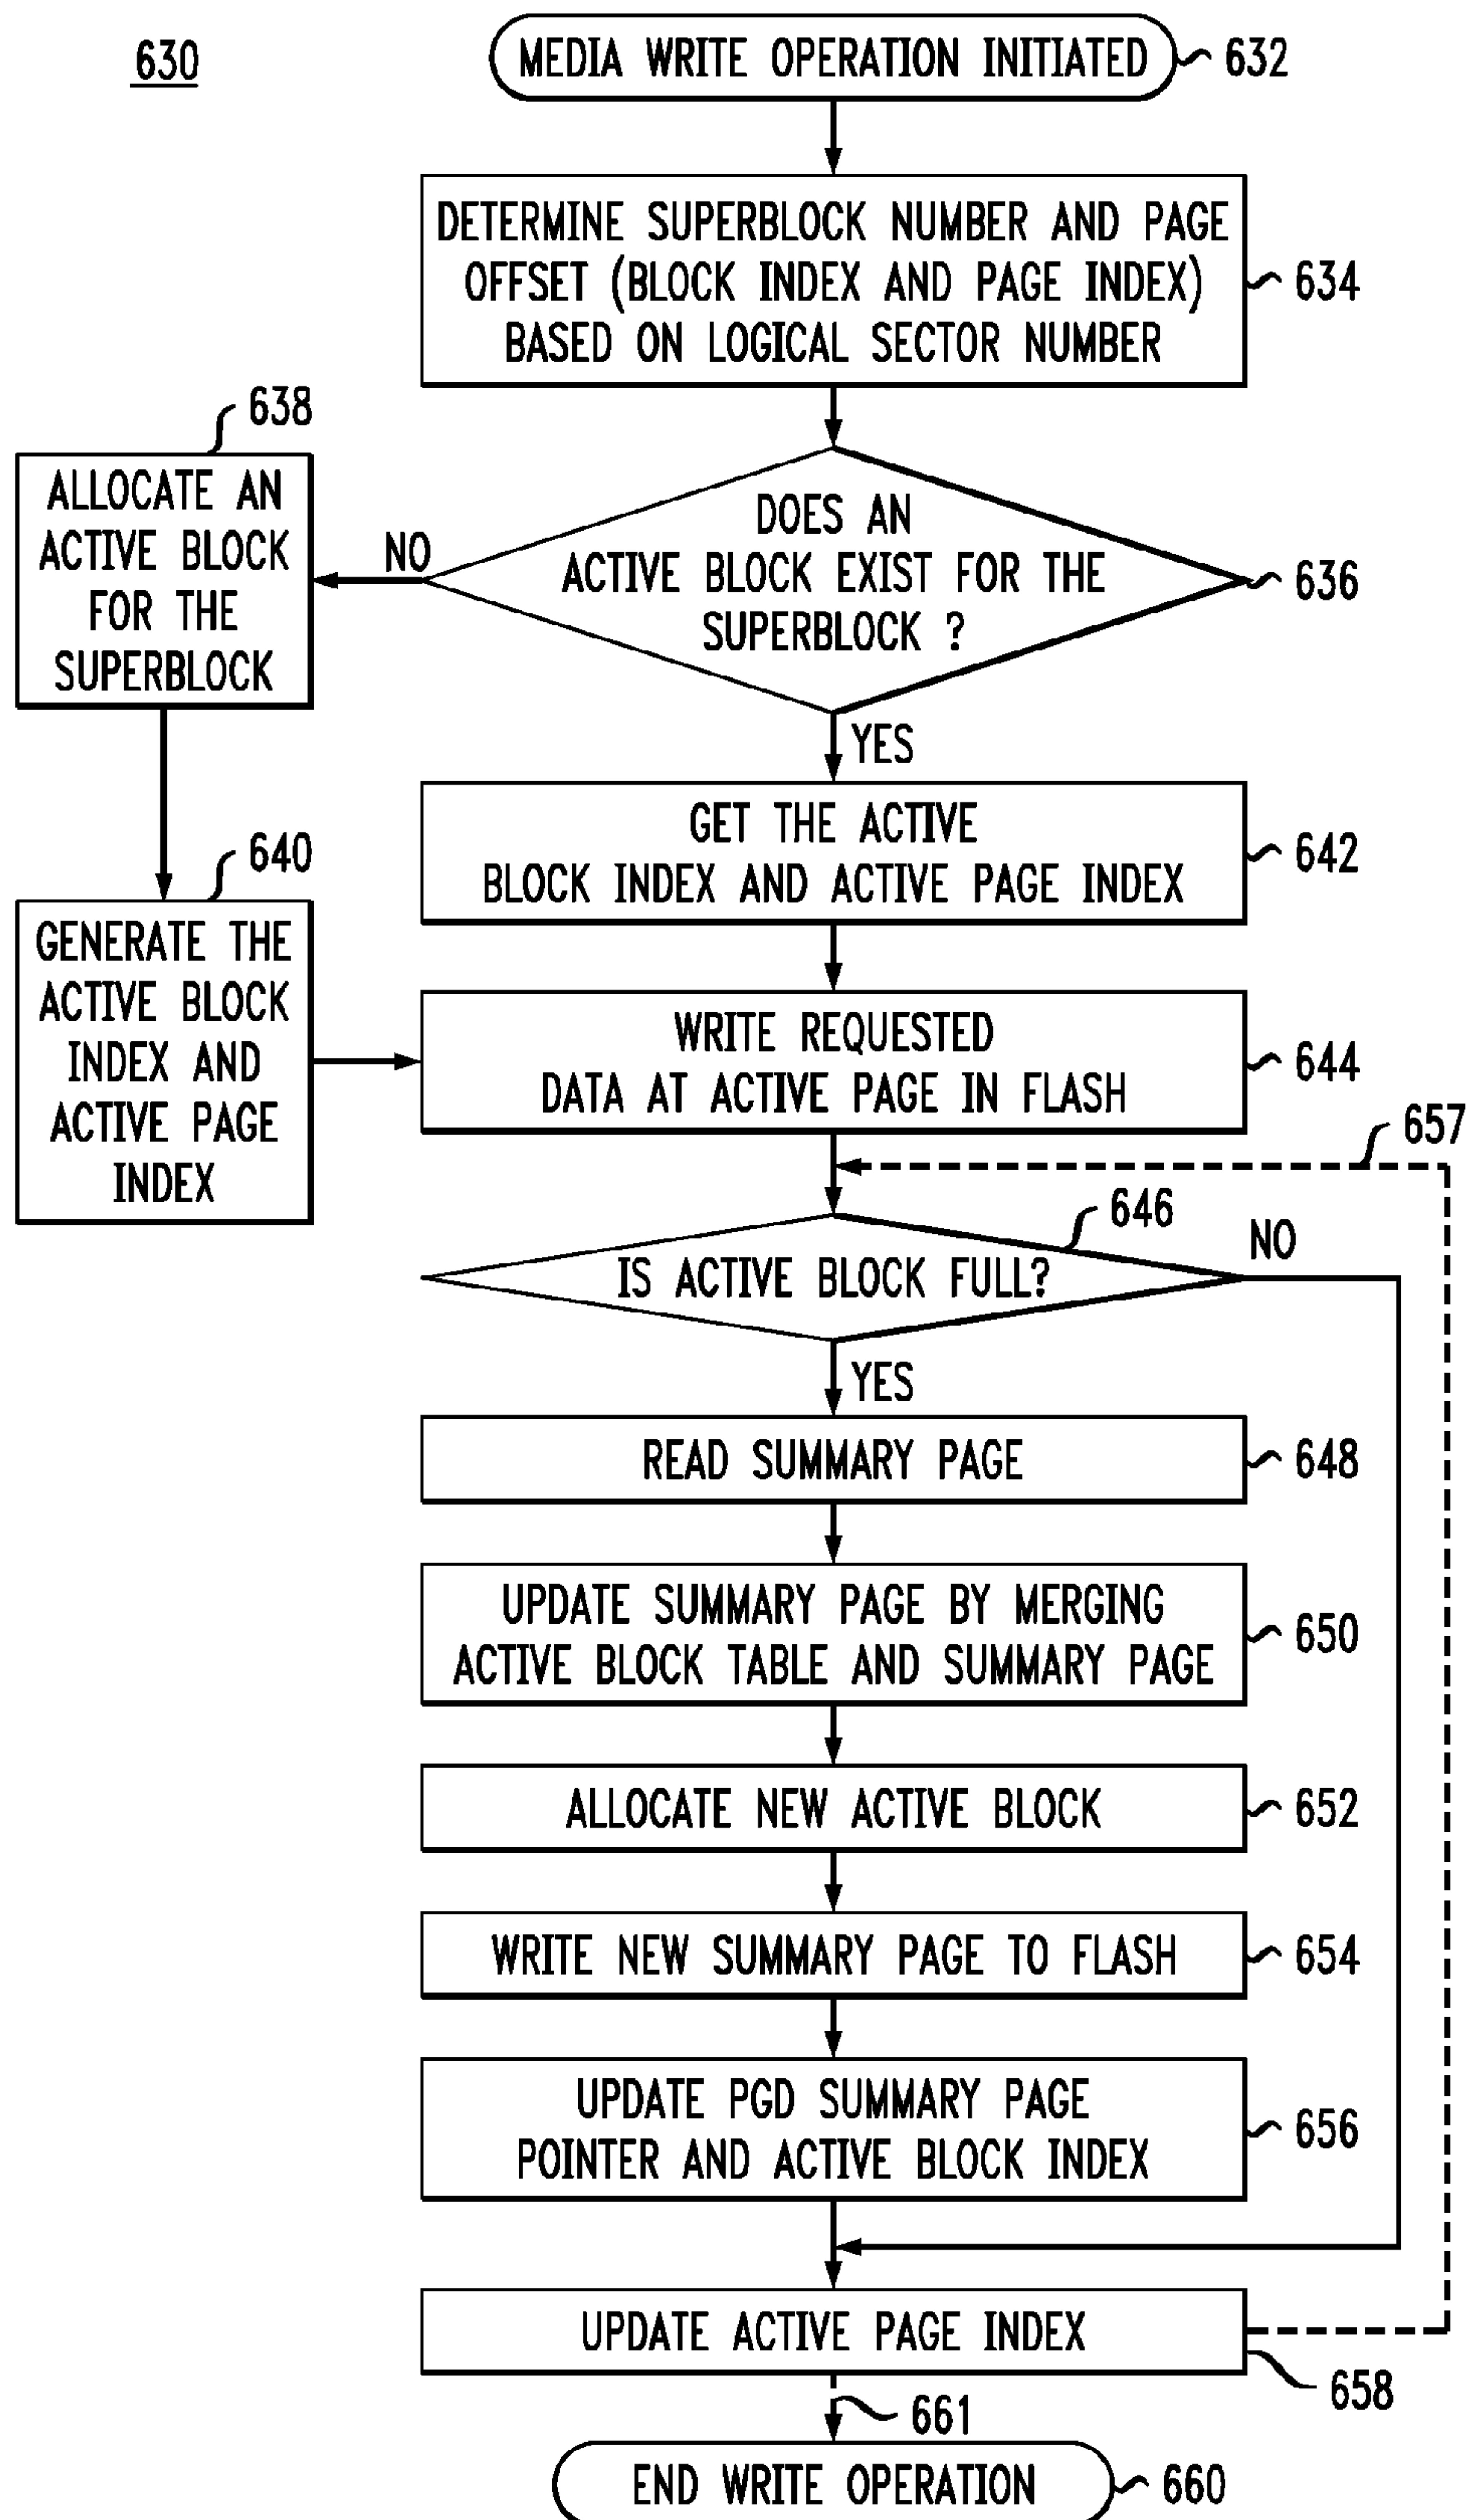 630
MEDIA WRITE OPERATION INITIATED
632
DETERMINE SUPERBLOCK NUMBER AND PAGE
OFFSET (BLOCK INDEX AND PAGE INDEX)
BASED ON LOGICAL SECTOR NUMBER
634
638
ALLOCATE AN
ACTIVE BLOCK
FOR THE
SUPERBLOCK
NO
DOES AN
ACTIVE BLOCK EXIST FOR THE
SUPERBLOCK ?
636
YES
GET THE ACTIVE
BLOCK INDEX AND ACTIVE PAGE INDEX
642
640
GENERATE THE
ACTIVE BLOCK
INDEX AND
ACTIVE PAGE
INDEX
WRITE REQUESTED
DATA AT ACTIVE PAGE IN FLASH
644
657
646
IS ACTIVE BLOCK FULL?
NO
YES
READ SUMMARY PAGE
648
UPDATE SUMMARY PAGE BY MERGING
ACTIVE BLOCK TABLE AND SUMMARY PAGE
650
ALLOCATE NEW ACTIVE BLOCK
652
WRITE NEW SUMMARY PAGE TO FLASH
654
UPDATE PGD SUMMARY PAGE
POINTER AND ACTIVE BLOCK INDEX
656
UPDATE ACTIVE PAGE INDEX
658
661
END WRITE OPERATION
660